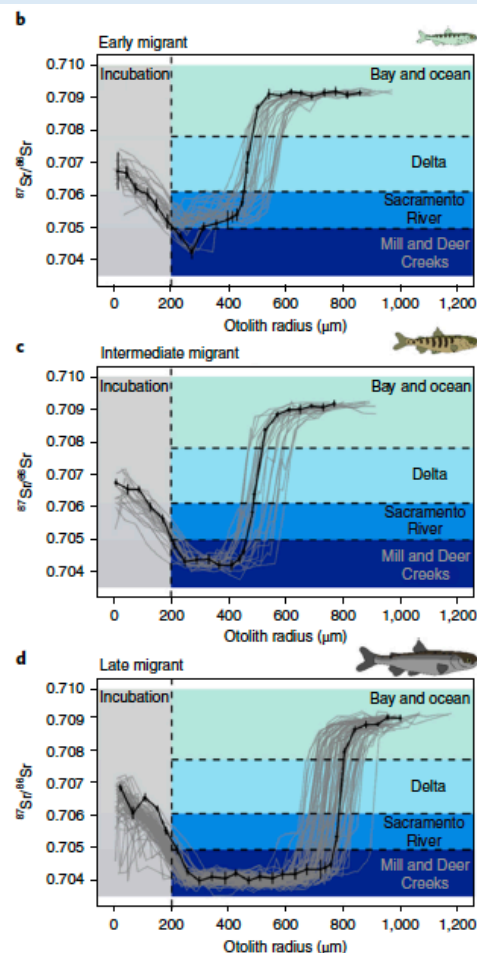 b
Early migrant
0.710
Incubation
Bay and ocean
0.709
0.708
0.707
Delta
0.706
Sacramento
River
0.705
Mill and Deer
Creeks
0.704
87Sr/86Sr
0 200 400 600 800 1,000 1,200
Otolith radius (μm)
c
Intermediate migrant
0.710
Incubation
Bay and ocean
0.709
0.708
0.707
Delta
0.706
Sacramento
River
0.705
Mill and Deer
Creeks
0.704
87Sr/86Sr
0 200 400 600 800 1,000 1,200
Otolith radius (μm)
d
Late migrant
0.710
Incubation
Bay and ocean
0.709
0.708
0.707
Delta
0.706
Sacramento
River
0.705
Mill and Deer
Creeks
0.704
87Sr/86Sr
0 200 400 600 800 1,000 1,200
Otolith radius (μm)